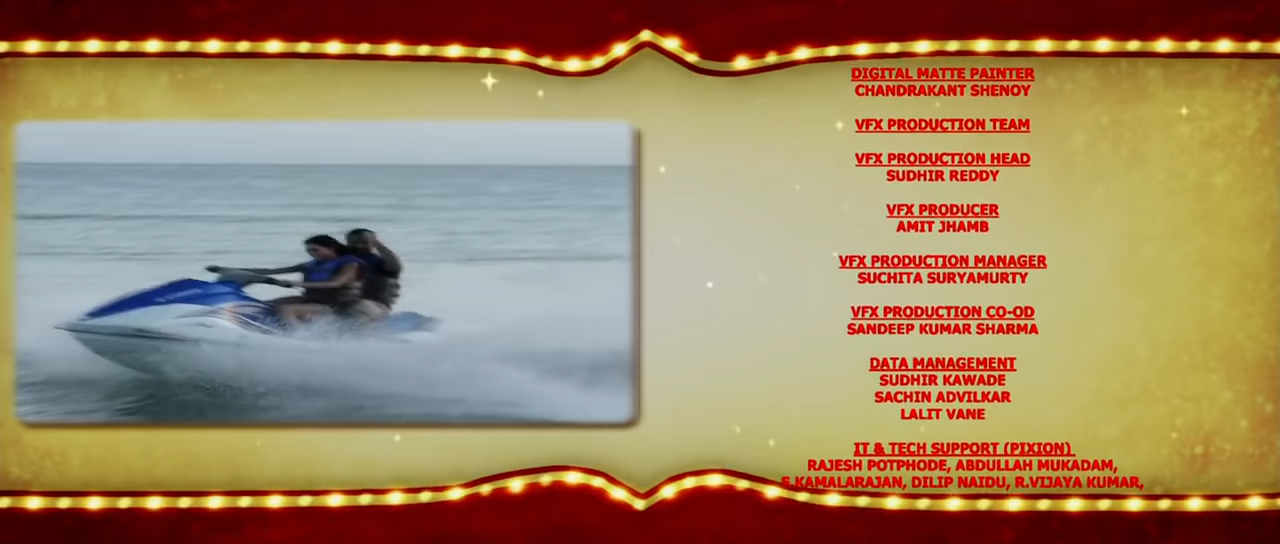 DIGITAL MATTE PAINTER
CHANDRAKANT SHENOY
VFX PRODUCTION TEAM
VFX PRODUCTION HEAD
SUDHIR REDDY
VFX PRODUCER
AMIT JHAMB
VFX PRODUCTION MANAGER
SUCHITA SURYAMURTY
VFX PRODUCTION CO-OD
SANDEEP KUMAR SHARMA
DATA MANAGEMENT
SUDHIR KAWADE
SACHIN ADVILKAR
LALIT VANE
IT & TECH SUPPORT (PIXION)
RAJESH POTPHODE, ABDULLAH MUKADAM,
S.KAMALARAJAN, DILIP NAIDU, R.VIJAYA KUMAR,